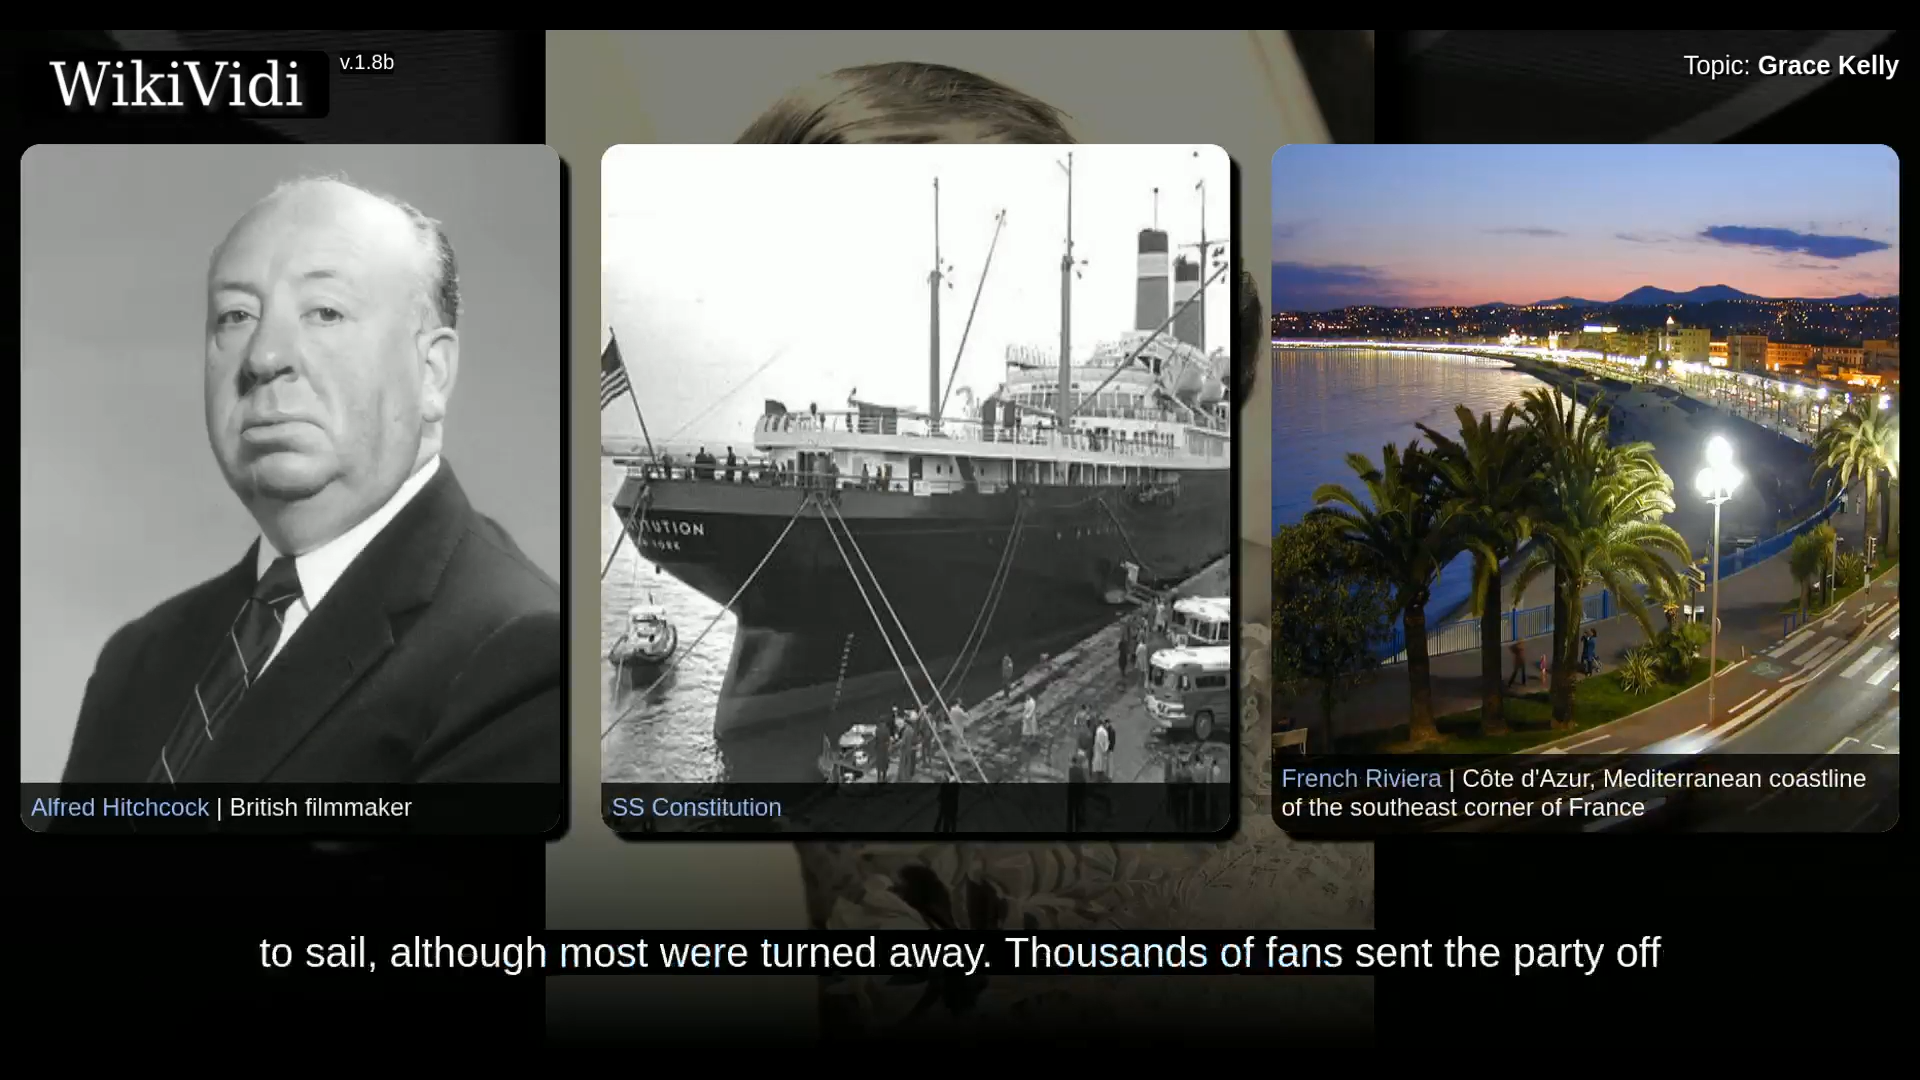 WikiVidi
v.1.8b
Topic: Grace Kelly
TUTION
Alfred Hitchcock | British filmmaker
SS Constitution
French Riviera | Côte d'Azur, Mediterranean coastline
of the southeast corner of France
to sail, although most were turned away. Thousands of fans sent the party off